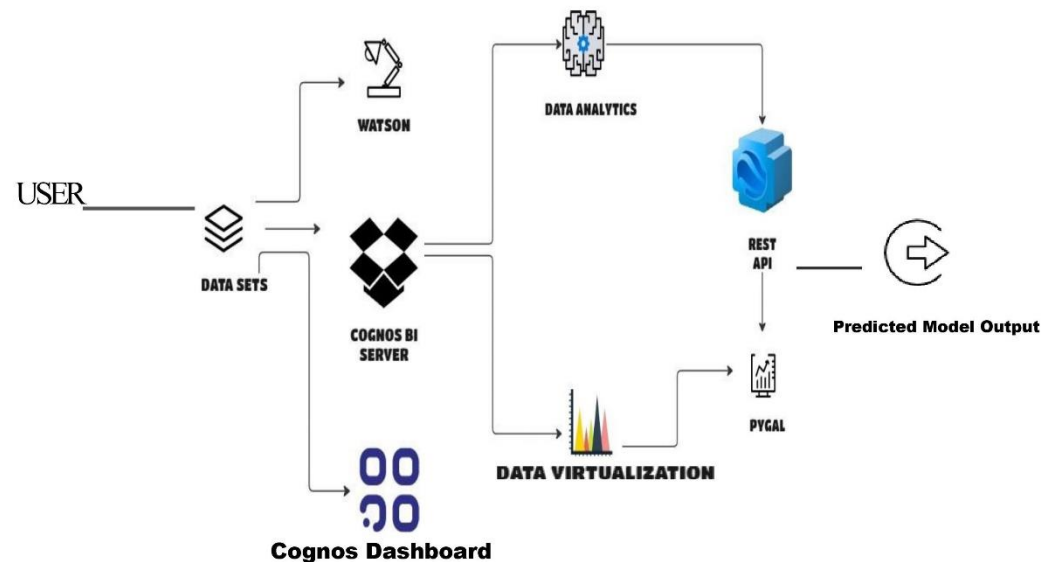 USER
WATSON
DATA SETS
COGNOS BI
SERVER
Cognos Dashboard
DATA ANALYTICS
DATA VIRTUALIZATION
REST
API
PYGAL
Predicted Model Output